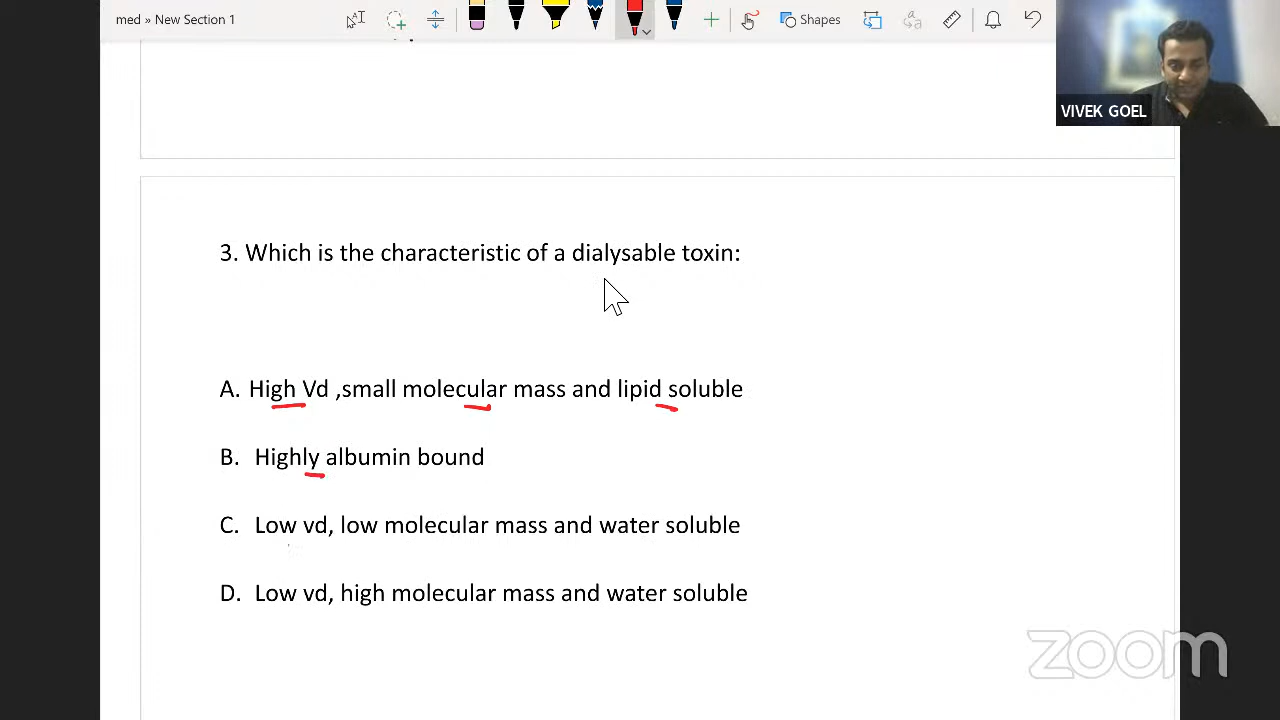 med » New Section 1
Shapes
VIVEK GOEL
3. Which is the characteristic of a dialysable toxin:
A. High Vd ,small molecular mass and lipid soluble
B. Highly albumin bound
C. Low vd, low molecular mass and water soluble
D. Low vd, high molecular mass and water soluble
zoom